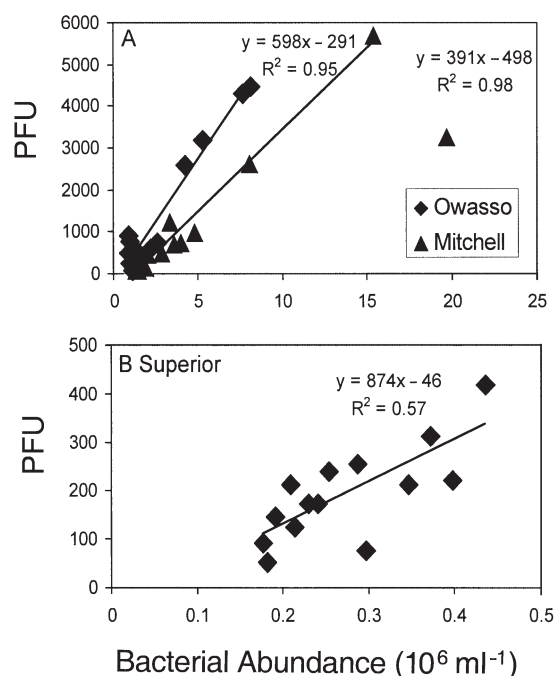 A
y = 598x – 291
R² = 0.95
y = 391x – 498
R² = 0.98
PFU
6000
5000
4000
3000
2000
1000
0
Owasso
Mitchell
0 5 10 15 20 25
B Superior
y = 874x – 46
R² = 0.57
PFU
500
400
300
200
100
0
0 0.1 0.2 0.3 0.4 0.5
Bacterial Abundance (10⁶ ml⁻¹)